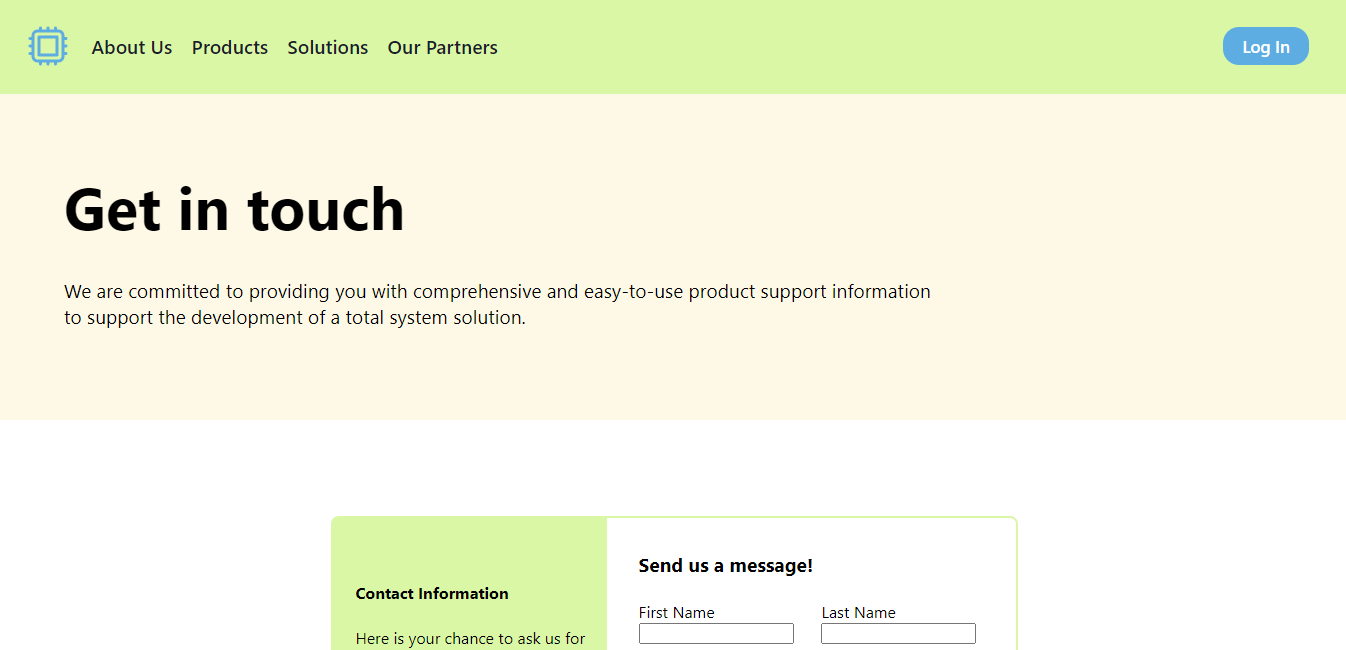 About Us Products Solutions Our Partners Log In
Get in touch
We are committed to providing you with comprehensive and easy-to-use product support information
to support the development of a total system solution.
Send us a message!
Contact Information
First Name Last Name
Here is your chance to ask us for